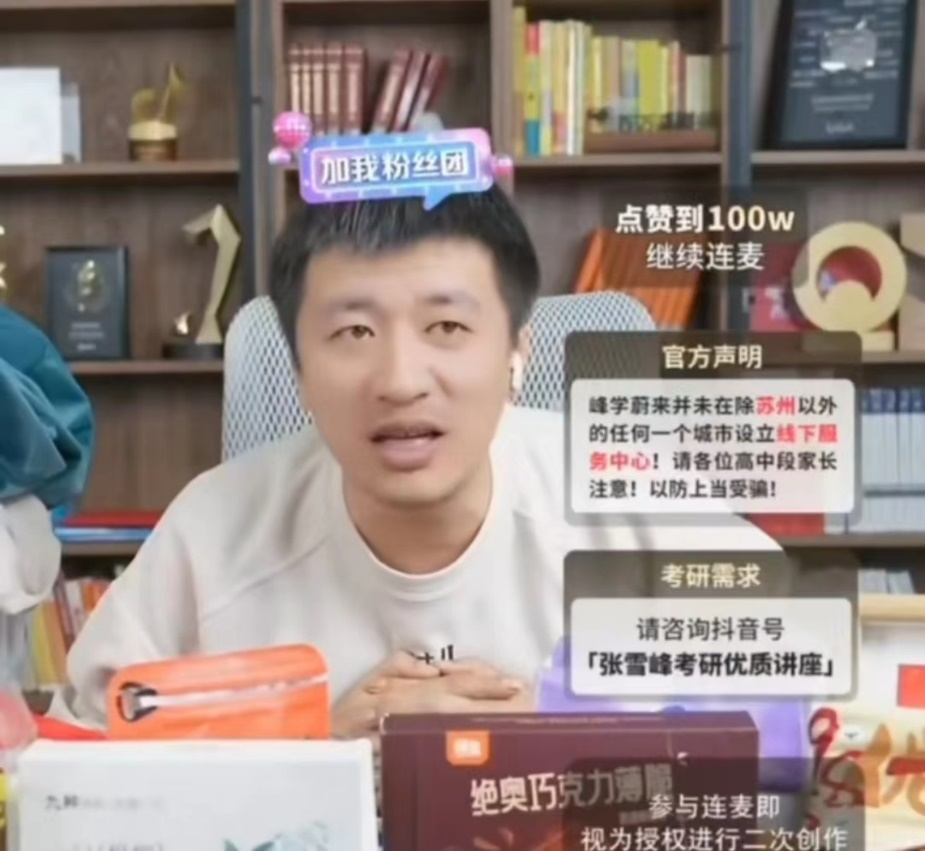 加我粉丝团
点赞到100w
继续连麦
官方声明
峰学蔚来并未在除苏州以外
的任何一个城市设立线下服
务中心！请各位高中段家长
注意！以防上当受骗！
考研需求
请咨询抖音号
「张雪峰考研优质讲座」
绝奥巧克力薄
参与连麦即
视为授权进行二次创作